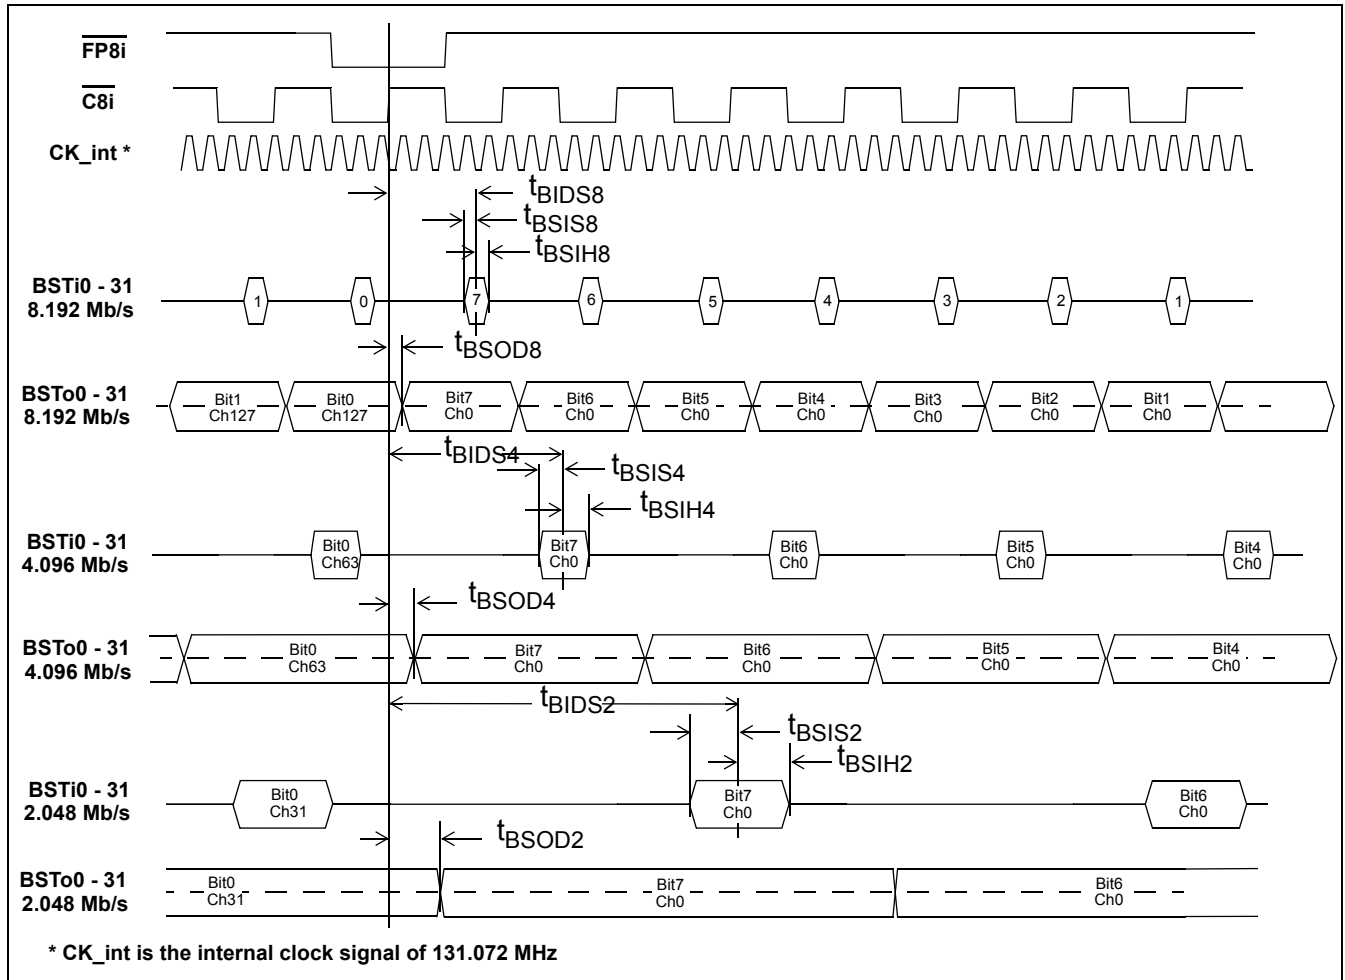 FP8i
C8i
CK_int *
tBIDS8
tBSIS8
tBSIH8
BSTi0 - 31
8.192 Mb/s
1
0
7
6
5
4
3
2
1
tBSOD8
BSTo0 - 31
8.192 Mb/s
Bit1
Ch127
Bit0
Ch127
Bit7
Ch0
Bit6
Ch0
Bit5
Ch0
Bit4
Ch0
Bit3
Ch0
Bit2
Ch0
Bit1
Ch0
tBIDS4
tBSIS4
tBSIH4
BSTi0 - 31
4.096 Mb/s
Bit0
Ch63
Bit7
Ch0
Bit6
Ch0
Bit5
Ch0
Bit4
Ch0
tBSOD4
BSTo0 - 31
4.096 Mb/s
Bit0
Ch63
Bit7
Ch0
Bit6
Ch0
Bit5
Ch0
Bit4
Ch0
tBIDS2
tBSIS2
tBSIH2
BSTi0 - 31
2.048 Mb/s
Bit0
Ch31
Bit7
Ch0
Bit6
Ch0
tBSOD2
BSTo0 - 31
2.048 Mb/s
Bit0
Ch31
Bit7
Ch0
Bit6
Ch0
* CK_int is the internal clock signal of 131.072 MHz